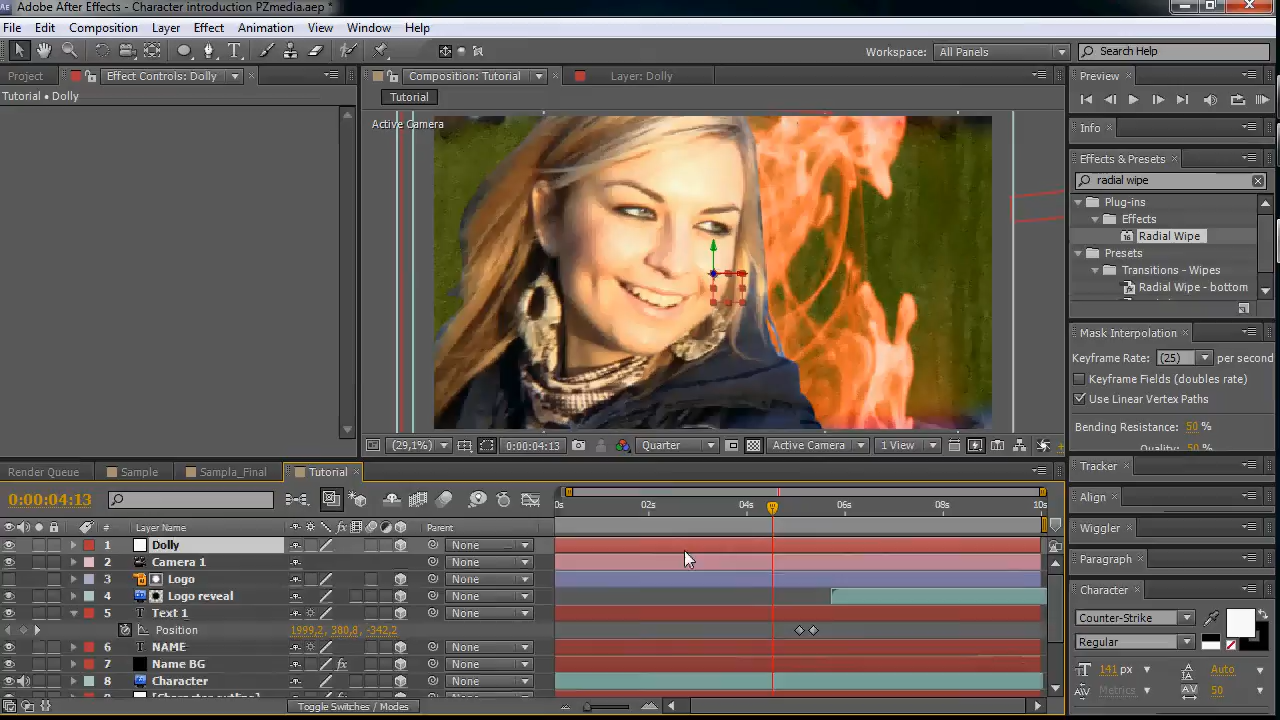 Ae Adobe After Effects - Character introduction PZmedia.aep *
File Edit Composition Layer Effect Animation View Window Help
Workspace: All Panels Search Help
Project Effect Controls: Dolly Composition: Tutorial Layer: Dolly Preview
Tutorial • Dolly
Tutorial
Active Camera
Info
Effects & Presets
radial wipe
Plug-ins
Effects
16 Radial Wipe
Presets
Transitions - Wipes
Radial Wipe - bottom
Mask Interpolation
Keyframe Rate: (25) per second
Keyframe Fields (doubles rate)
Use Linear Vertex Paths
Bending Resistance: 50 %
Quality: 50 %
(29,1%) 0:00:04:13 Quarter Active Camera 1 View
Tracker
Align
Wiggler
Paragraph
Character
Counter-Strike
Regular
141 px Auto
Metrics 50
Render Queue Sample Sampla_Final Tutorial
0:00:04:13
0s 02s 04s 06s 08s 10s
# Layer Name fx Parent
1 Dolly None
2 Camera 1 None
3 Logo None
4 Logo reveal None
5 Text 1 None
Position 1999,2, 380,8, -342,2
6 NAME None
7 Name BG fx None
8 Character None
Toggle Switches / Modes